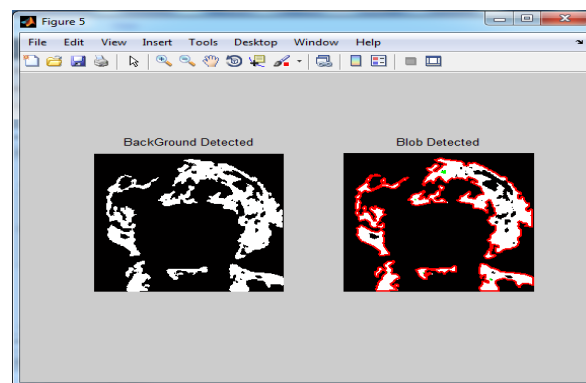 Figure 5
File Edit View Insert Tools Desktop Window Help
BackGround Detected
Blob Detected